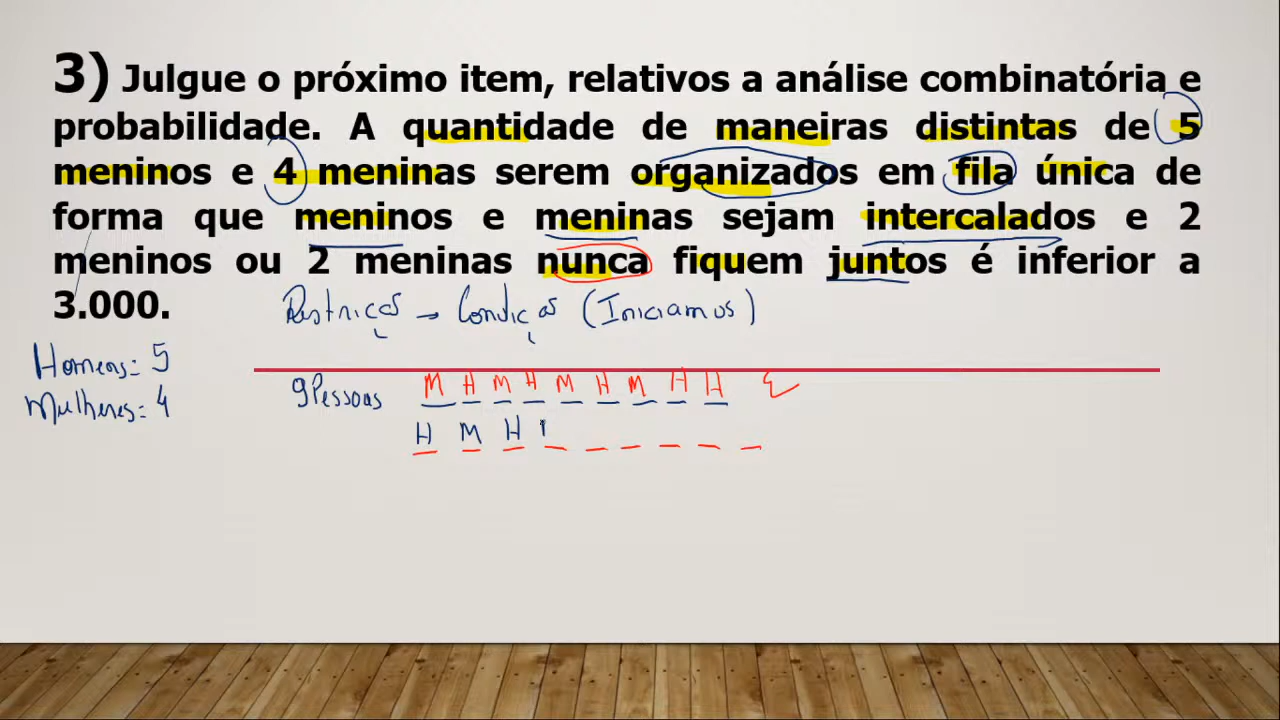 3) Julgue o próximo item, relativos a análise combinatória e
probabilidade. A quantidade de maneiras distintas de 5
meninos e 4 meninas serem organizados em fila única de
forma que meninos e meninas sejam intercalados e 2
meninos ou 2 meninas nunca fiquem juntos é inferior a
3.000.
Restriças → Condiças (Iniciamos)
Homens = 5
Mulheres = 4
9 Pessoas M H M H M H M H H
H M H